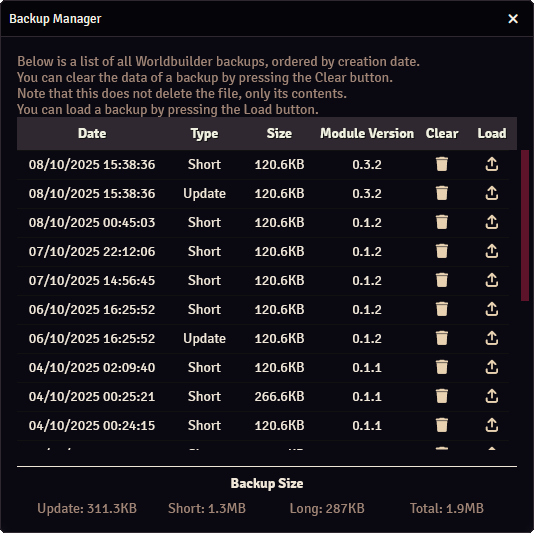 Backup Manager
Below is a list of all Worldbuilder backups, ordered by creation date.
You can clear the data of a backup by pressing the Clear button.
Note that this does not delete the file, only its contents.
You can load a backup by pressing the Load button.
Date Type Size Module Version Clear Load
08/10/2025 15:38:36 Short 120.6KB 0.3.2
08/10/2025 15:38:36 Update 120.6KB 0.3.2
08/10/2025 00:45:03 Short 120.6KB 0.1.2
07/10/2025 22:12:06 Short 120.6KB 0.1.2
07/10/2025 14:56:45 Short 120.6KB 0.1.2
06/10/2025 16:25:52 Short 120.6KB 0.1.2
06/10/2025 16:25:52 Update 120.6KB 0.1.2
04/10/2025 02:09:40 Short 120.6KB 0.1.1
04/10/2025 00:25:21 Short 266.6KB 0.1.1
04/10/2025 00:24:15 Short 120.6KB 0.1.1
Backup Size
Update: 311.3KB Short: 1.3MB Long: 287KB Total: 1.9MB